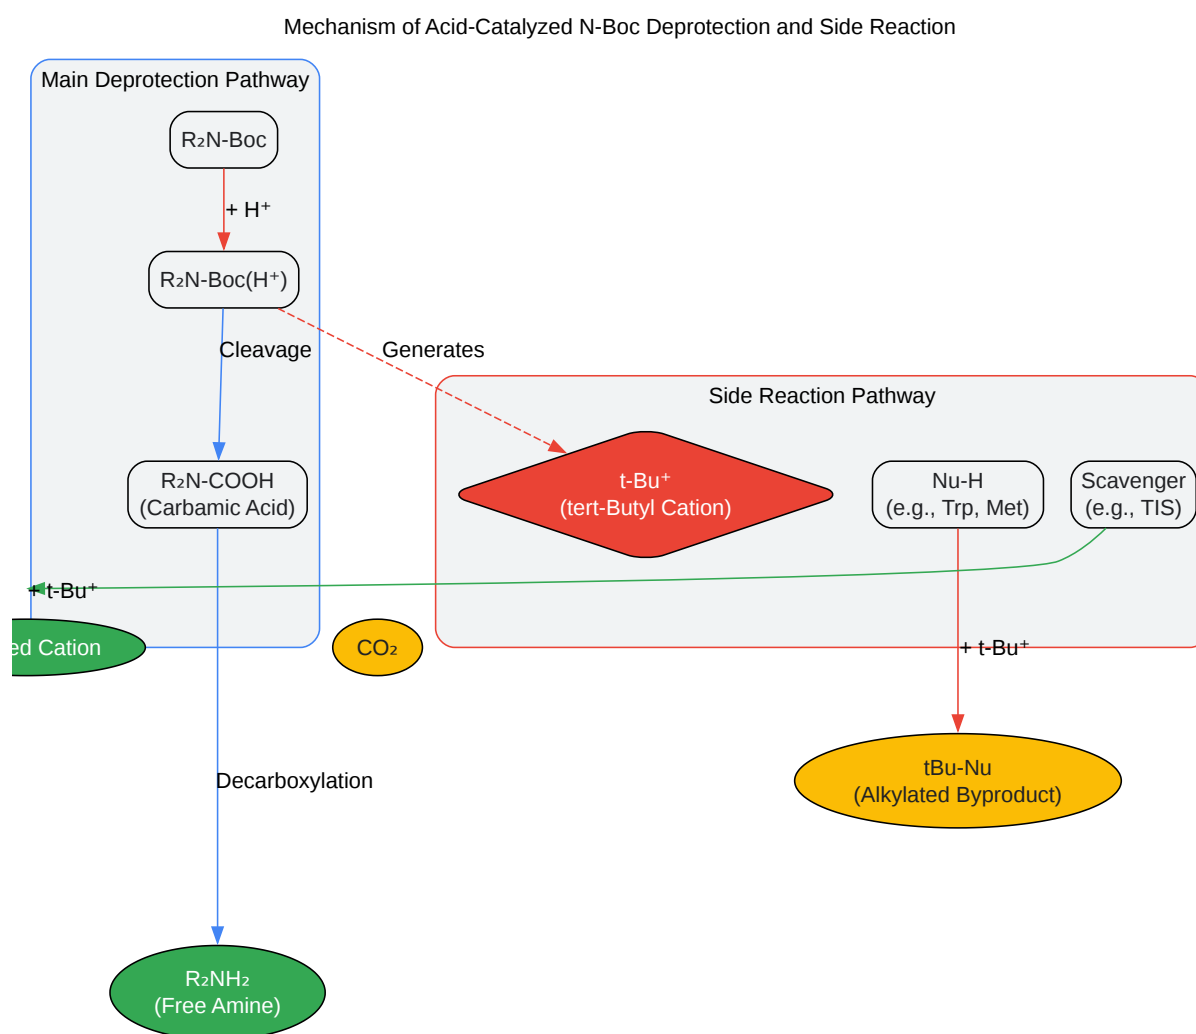 Mechanism of Acid-Catalyzed N-Boc Deprotection and Side Reaction
Main Deprotection Pathway
R₂N-Boc
+ H⁺
R₂N-Boc(H⁺)
Cleavage
Generates
Side Reaction Pathway
R₂N-COOH
(Carbamic Acid)
t-Bu⁺
(tert-Butyl Cation)
Nu-H
(e.g., Trp, Met)
Scavenger
(e.g., TIS)
+ t-Bu⁺
ed Cation
CO₂
+ t-Bu⁺
Decarboxylation
tBu-Nu
(Alkylated Byproduct)
R₂NH₂
(Free Amine)